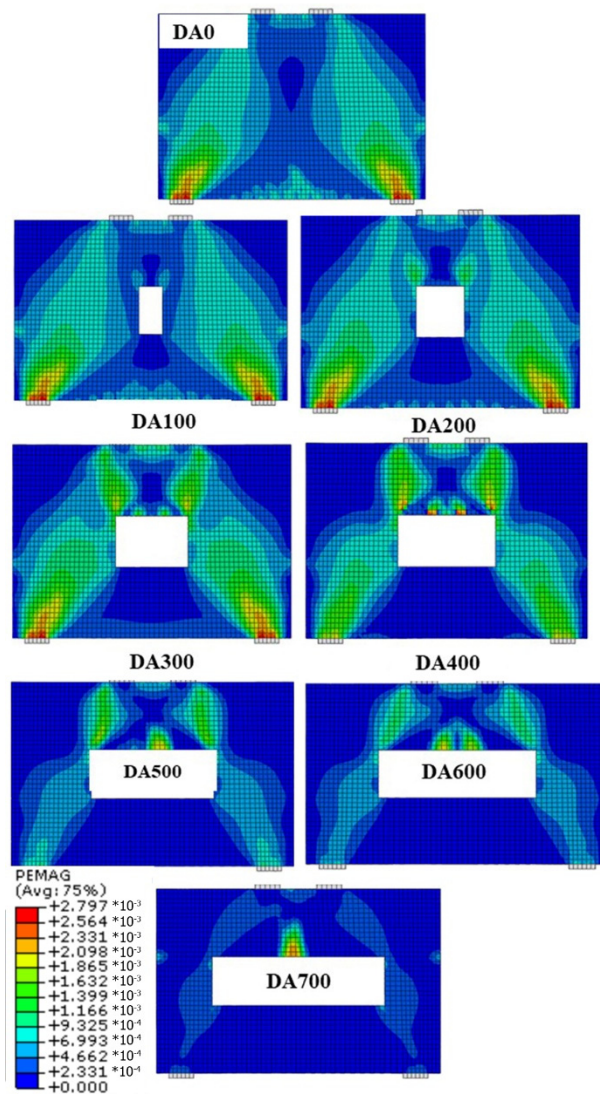 DA0
DA100
DA200
DA300
DA400
DA500
DA600
PEMAG
(Avg: 75%)
+2.797 *10-3
+2.564 *10-3
+2.331 *10-3
+2.098 *10-3
+1.865 *10-3
+1.632 *10-3
+1.399 *10-3
+1.166 *10-3
+9.325 *10-4
+6.993 *10-4
+4.662 *10-4
+2.331 *10-4
+0.000
DA700